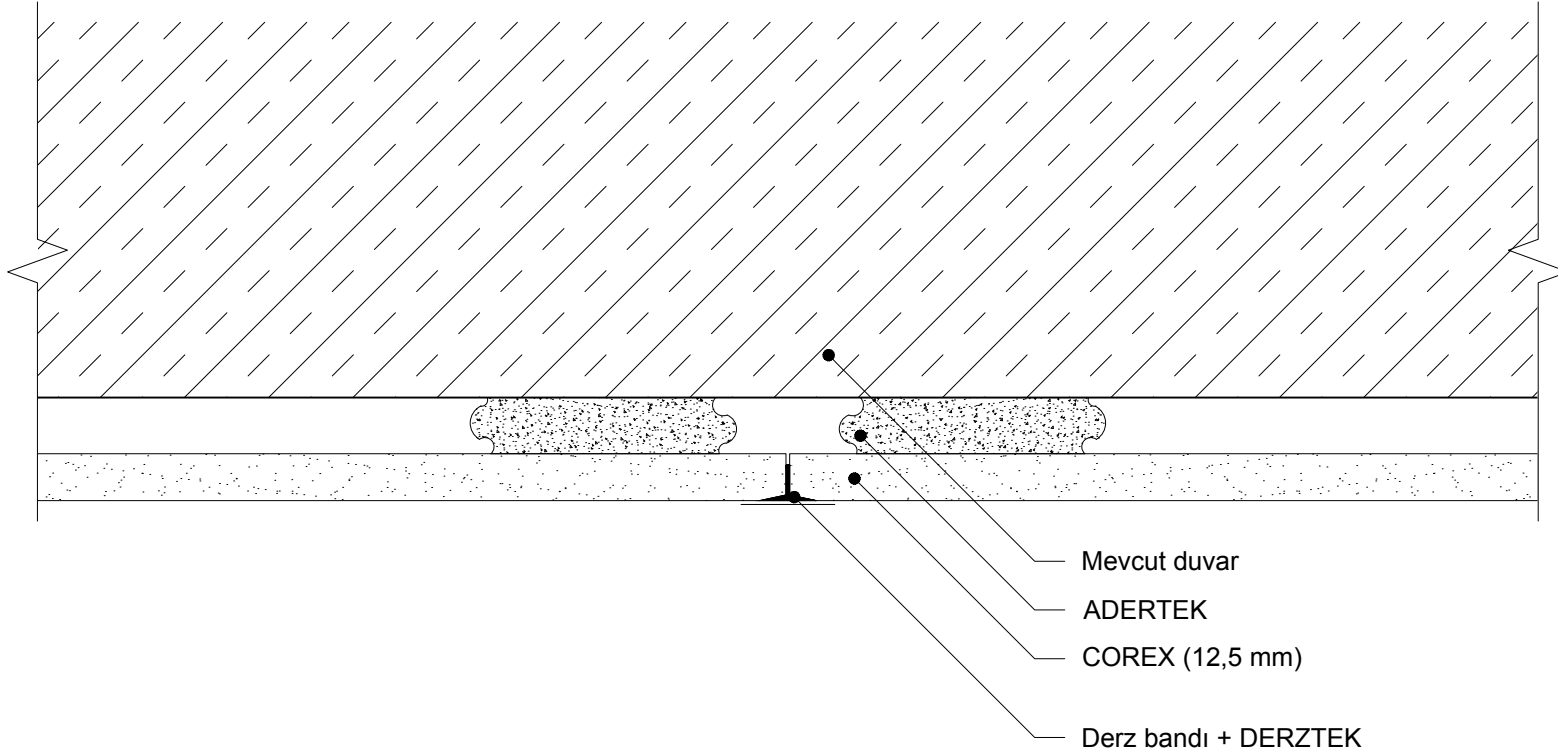 Mevcut duvar
ADERTEK
COREX (12,5 mm)
Derz bandı + DERZTEK